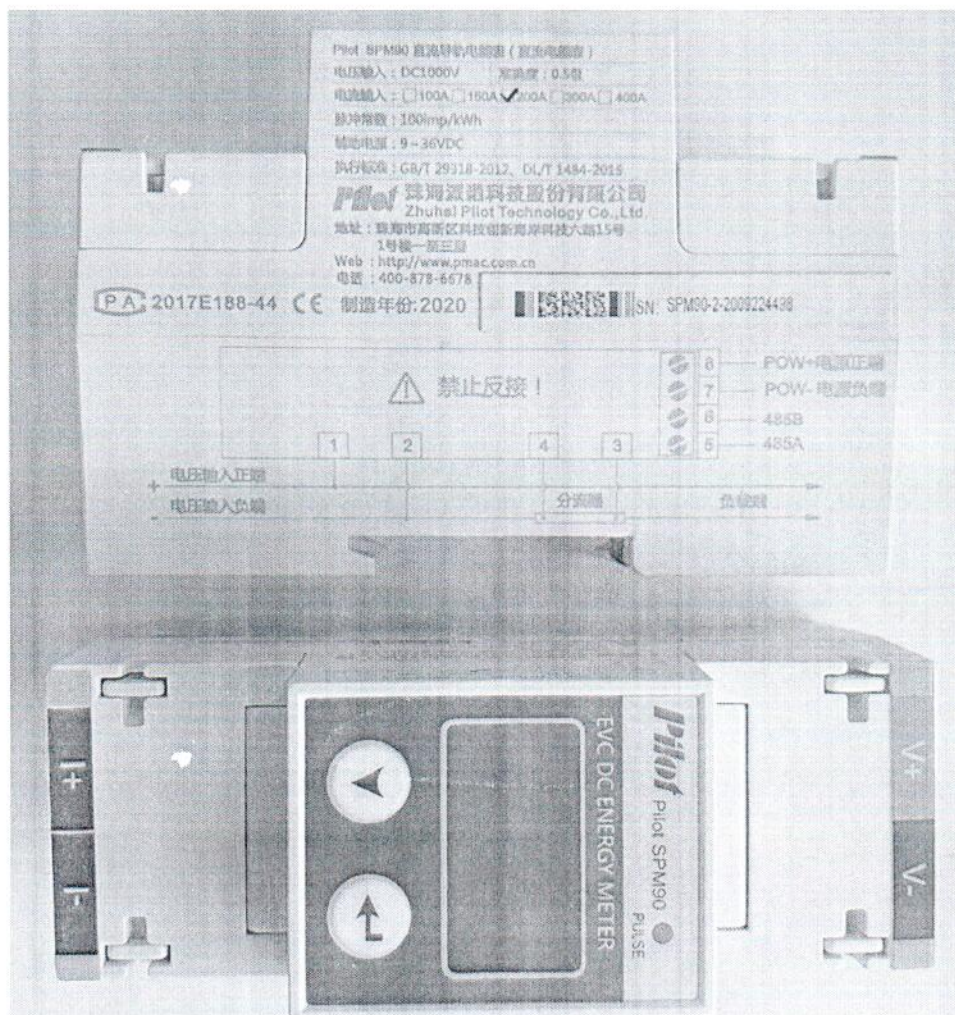 Pilot SPM90 直流导轨电能表（直流电能表）
电压输入：DC1000V 准确度：0.5级
电流输入：□100A□150A✓200A□300A□400A
脉冲常数：100imp/kWh
辅助电源：9~36VDC
执行标准：GB/T 29318-2012、DL/T 1484-2015
Pilot 珠海派诺科技股份有限公司
Zhuhai Pilot Technology Co.,Ltd.
地址：珠海市高新区科技创新海岸科技六路15号
1号楼一至三层
Web：http://www.pmac.com.cn
电话：400-878-6678
PA 2017E188-44 CE 制造年份:2020 SN: SPM90-2-2009224438
禁止反接！
8 POW+电源正端
7 POW-电源负端
6 485B
5 485A
1 2 4 3
+ 电压输入正端
- 电压输入负端 分流器 负载端
I+
I-
EVC DC ENERGY METER
Pilot
Pilot SPM90
PULSE
V+
V-